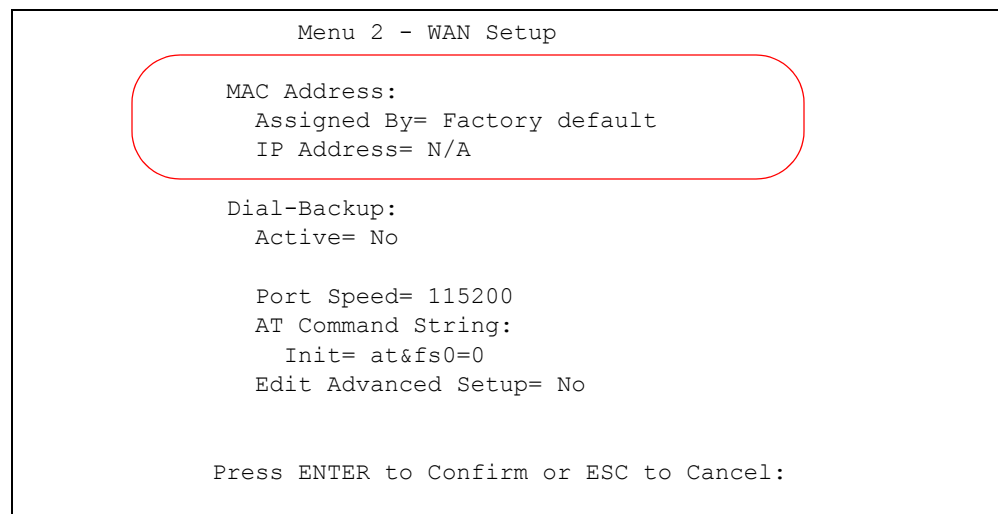 Menu 2 - WAN Setup
MAC Address:
Assigned By= Factory default
IP Address= N/A
Dial-Backup:
Active= No
Port Speed= 115200
AT Command String:
Init= at&fs0=0
Edit Advanced Setup= No
Press ENTER to Confirm or ESC to Cancel: